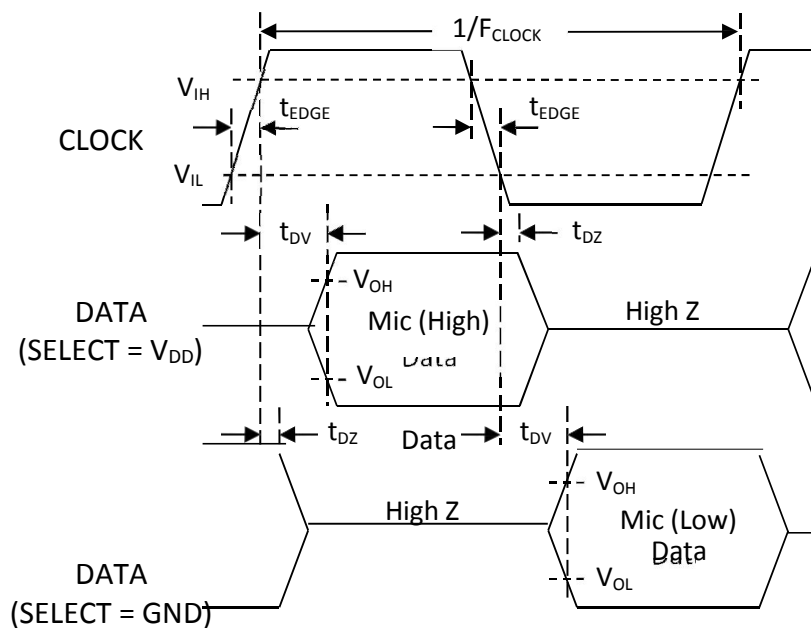 1/FCLOCK
VIH
tEDGE
tEDGE
CLOCK
VIL
tDV
tDZ
VOH
DATA
(SELECT = VDD)
Mic (High)
Data
High Z
VOL
tDZ
Data
tDV
VOH
High Z
Mic (Low)
Data
VOL
DATA
(SELECT = GND)